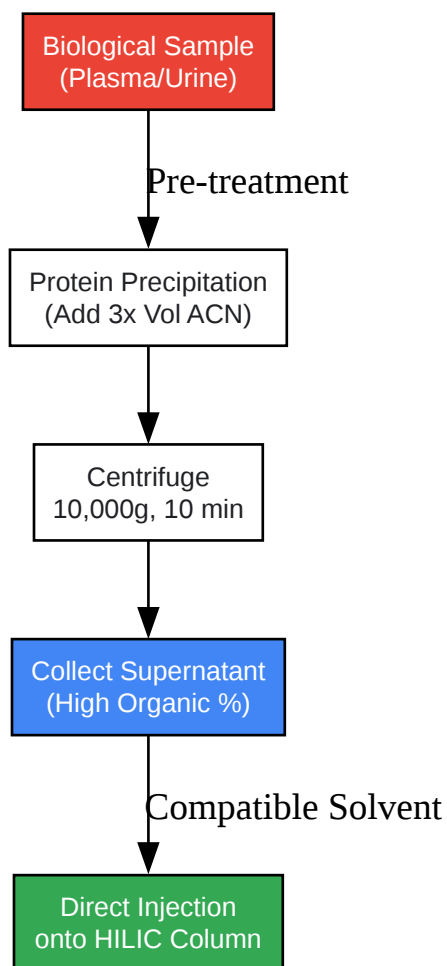 Biological Sample
(Plasma/Urine)
Pre-treatment
Protein Precipitation
(Add 3x Vol ACN)
Centrifuge
10,000g, 10 min
Collect Supernatant
(High Organic %)
Compatible Solvent
Direct Injection
onto HILIC Column